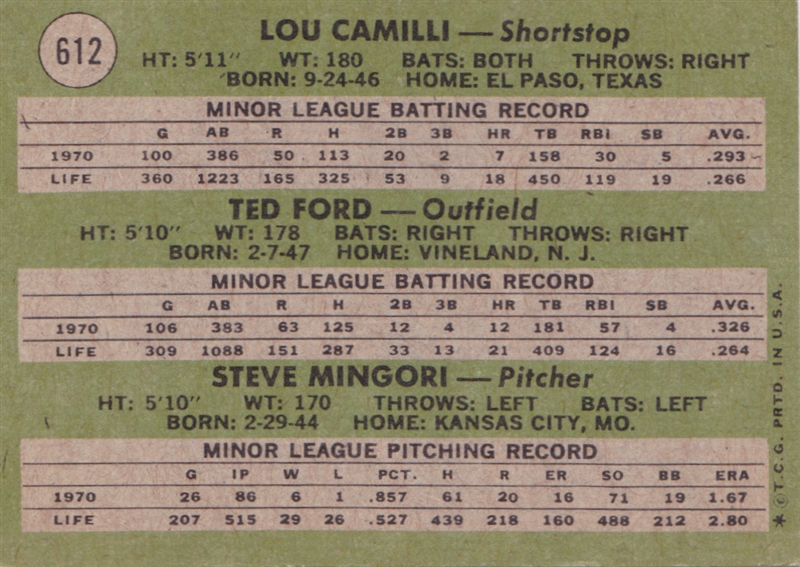 612
LOU CAMILLI — Shortstop
HT: 5'11" WT: 180 BATS: BOTH THROWS: RIGHT
BORN: 9-24-46 HOME: EL PASO, TEXAS
MINOR LEAGUE BATTING RECORD
G AB R H 2B 3B HR TB RBI SB AVG.
1970 100 386 50 113 20 2 7 158 30 5 .293
LIFE 360 1223 165 325 53 9 18 450 119 19 .266
TED FORD — Outfield
HT: 5'10" WT: 178 BATS: RIGHT THROWS: RIGHT
BORN: 2-7-47 HOME: VINELAND, N. J.
MINOR LEAGUE BATTING RECORD
G AB R H 2B 3B HR TB RBI SB AVG.
1970 106 383 63 125 12 4 12 181 57 4 .326
LIFE 309 1088 151 287 33 13 21 409 124 16 .264
STEVE MINGORI — Pitcher
HT: 5'10" WT: 170 THROWS: LEFT BATS: LEFT
BORN: 2-29-44 HOME: KANSAS CITY, MO.
MINOR LEAGUE PITCHING RECORD
G IP W L PCT. H R ER SO BB ERA
1970 26 86 6 1 .857 61 20 16 71 19 1.67
LIFE 207 515 29 26 .527 439 218 160 488 212 2.80
* © T.C.G. PRTD. IN U.S.A.